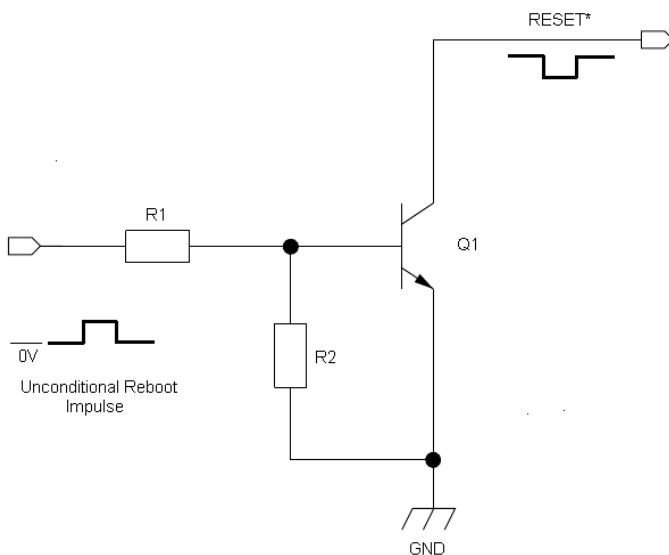 RESET*
R1
Q1
0V
R2
Unconditional Reboot
Impulse
GND